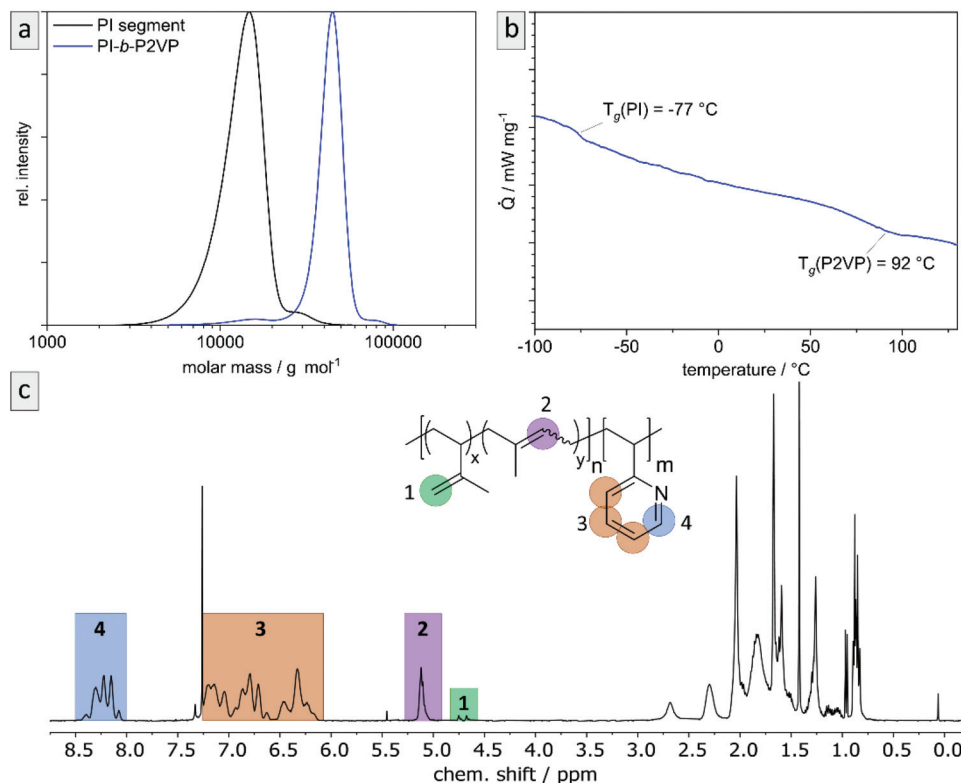 a
PI segment
PI-b-P2VP
rel. intensity
1000
10000
100000
molar mass / g mol-1
b
Tg(PI) = -77 °C
Tg(P2VP) = 92 °C
Q̇ / mW mg-1
-100
-50
0
50
100
temperature / °C
c
2
1
x
y
n
m
N
3
4
4
3
2
1
8.5 8.0 7.5 7.0 6.5 6.0 5.5 5.0 4.5 4.0 3.5 3.0 2.5 2.0 1.5 1.0 0.5 0.0
chem. shift / ppm